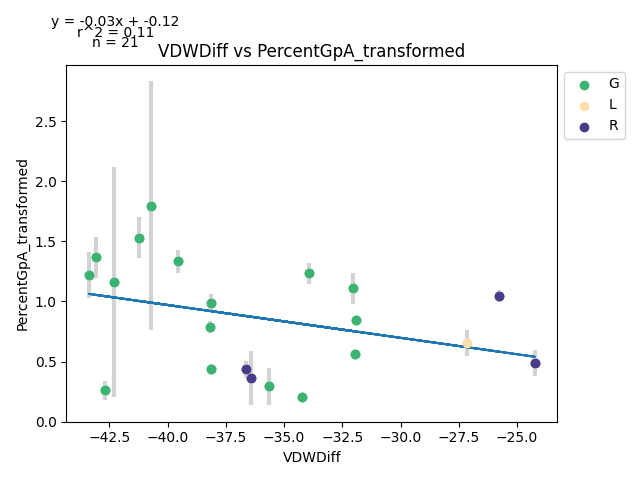 y = -0.03x + -0.12
r^2 = 0.11
n = 21
VDWDiff vs PercentGpA_transformed
G
L
R
PercentGpA_transformed
2.5
2.0
1.5
1.0
0.5
0.0
−42.5 −40.0 −37.5 −35.0 −32.5 −30.0 −27.5 −25.0
VDWDiff